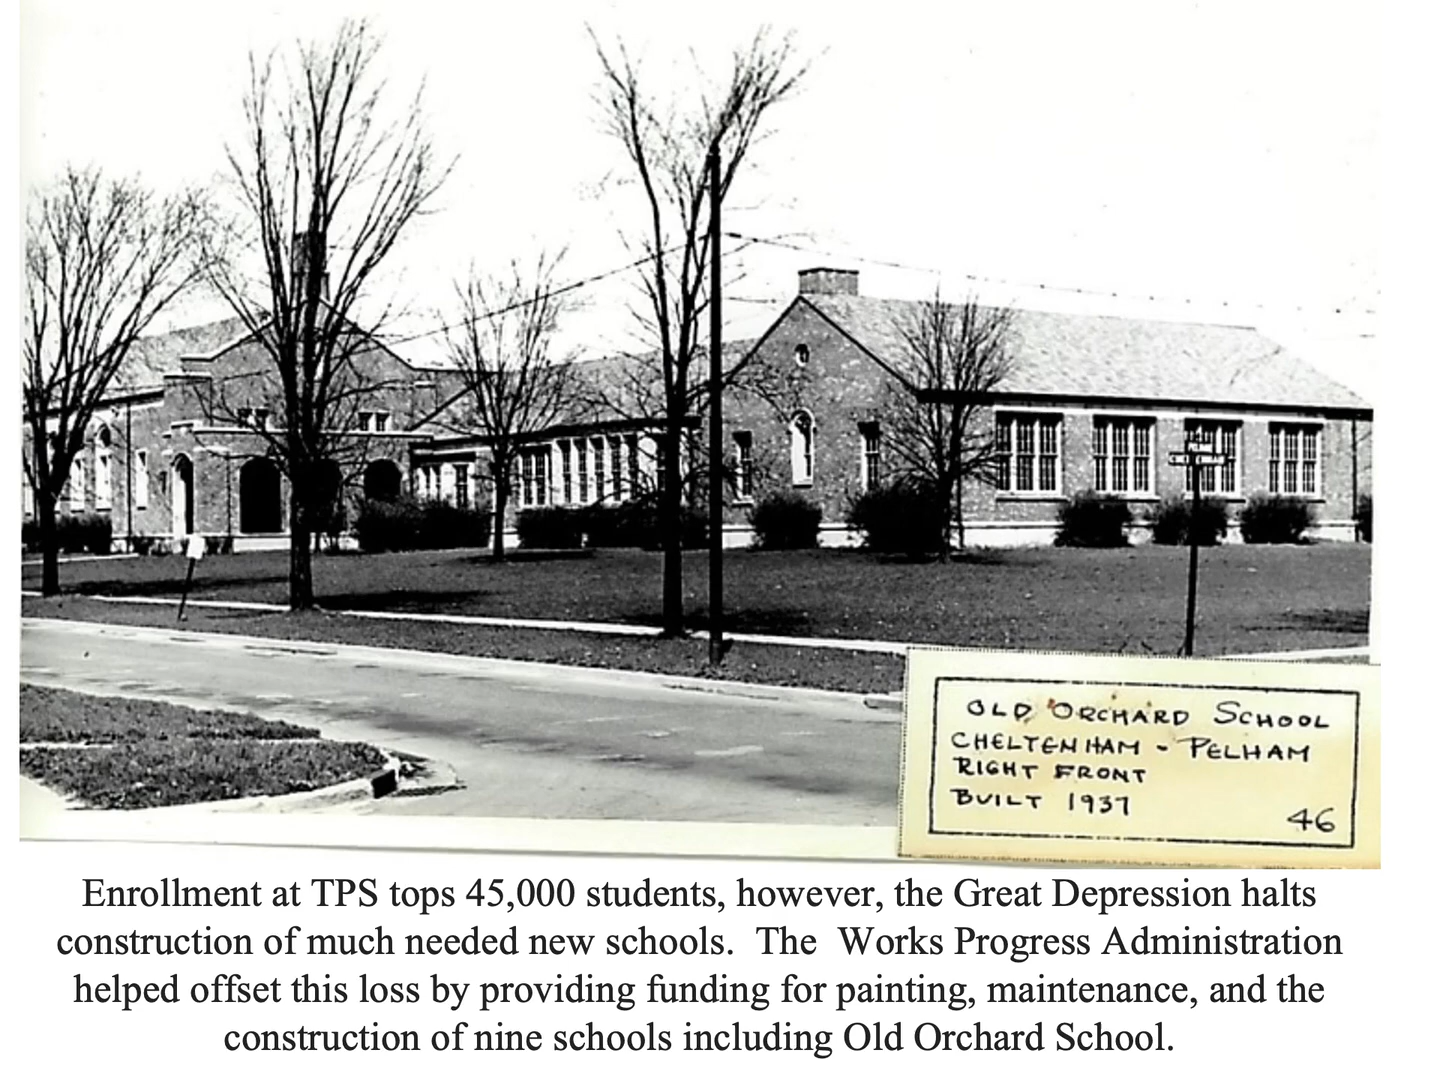 OLD ORCHARD SCHOOL
CHELTENHAM - PELHAM
RIGHT FRONT
BUILT 1937
46
Enrollment at TPS tops 45,000 students, however, the Great Depression halts
construction of much needed new schools.  The  Works Progress Administration
helped offset this loss by providing funding for painting, maintenance, and the
construction of nine schools including Old Orchard School.